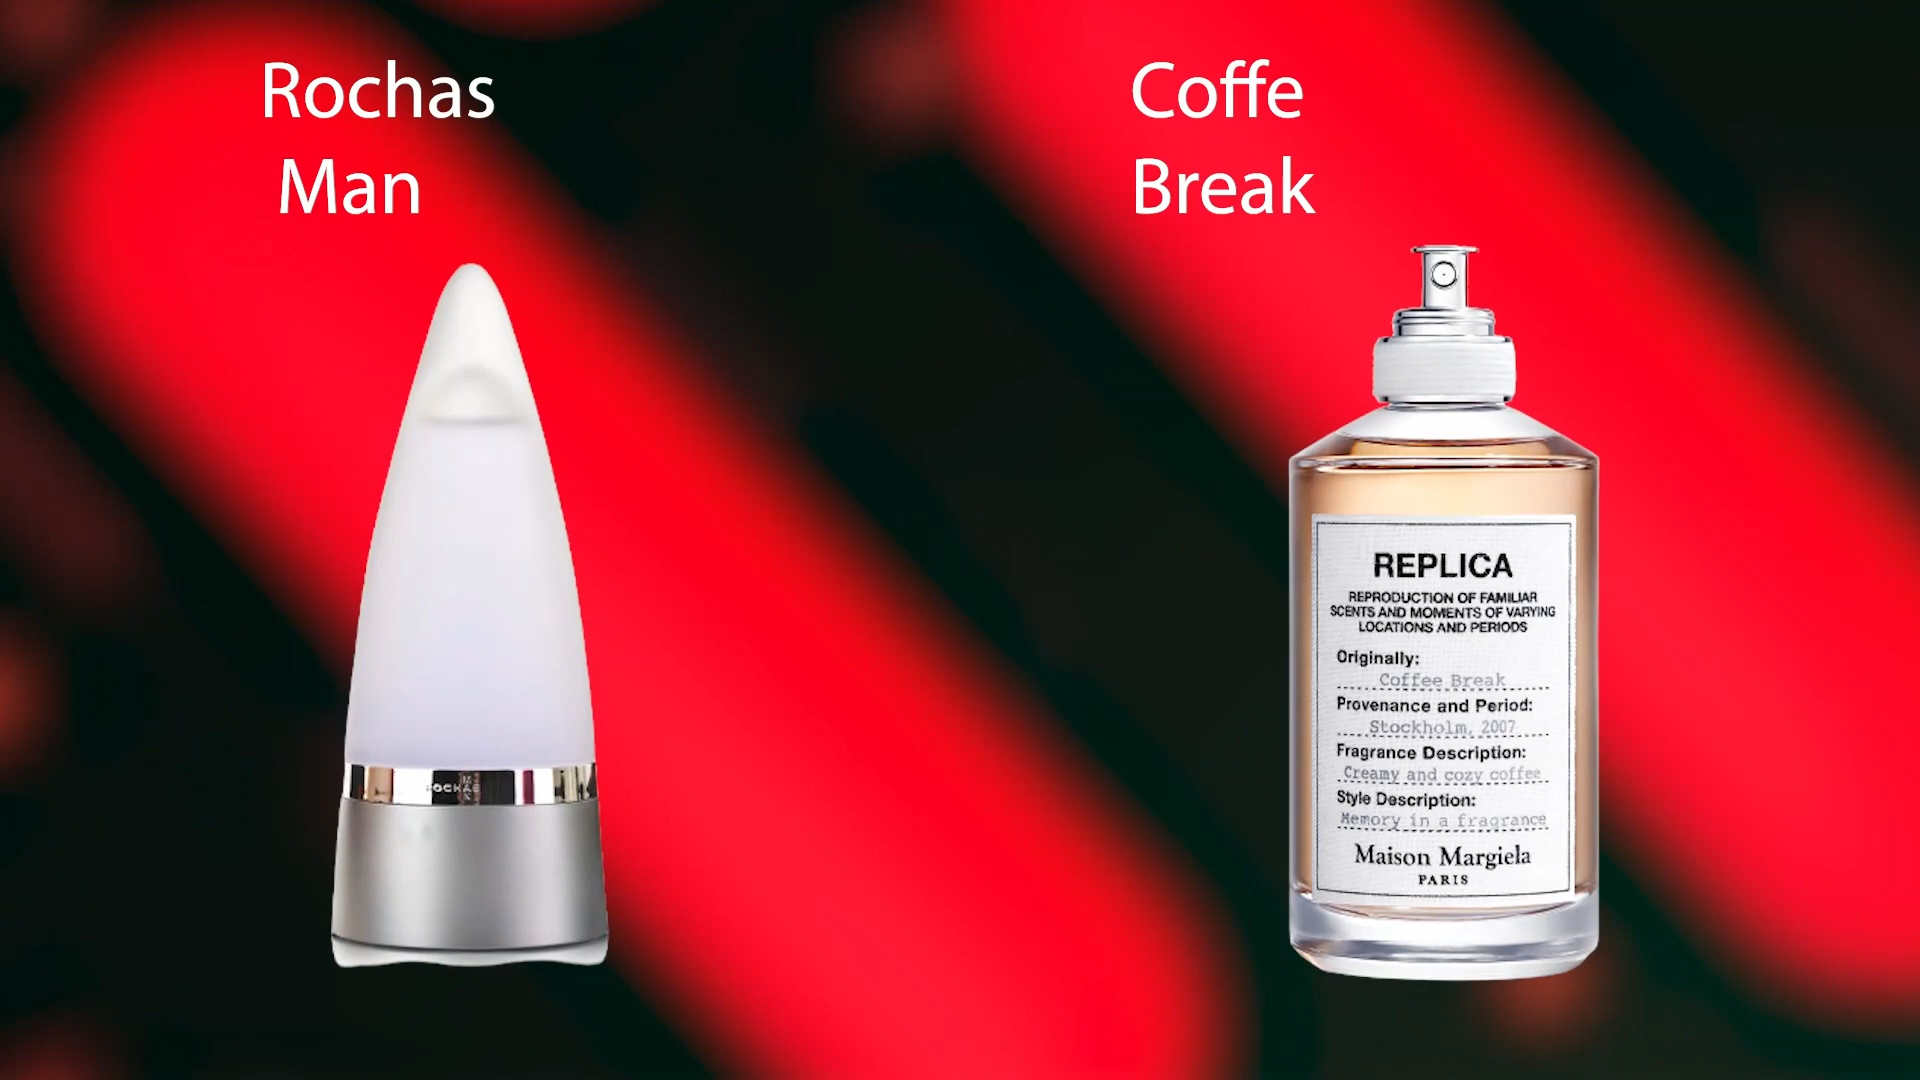 Rochas
Man
Coffe
Break
REPLICA
REPRODUCTION OF FAMILIAR
SCENTS AND MOMENTS OF VARYING
LOCATIONS AND PERIODS
Originally:
Coffee Break
Provenance and Period:
Stockholm, 2007
Fragrance Description:
Creamy and cozy coffee
Style Description:
Memory in a fragrance
Maison Margiela
PARIS